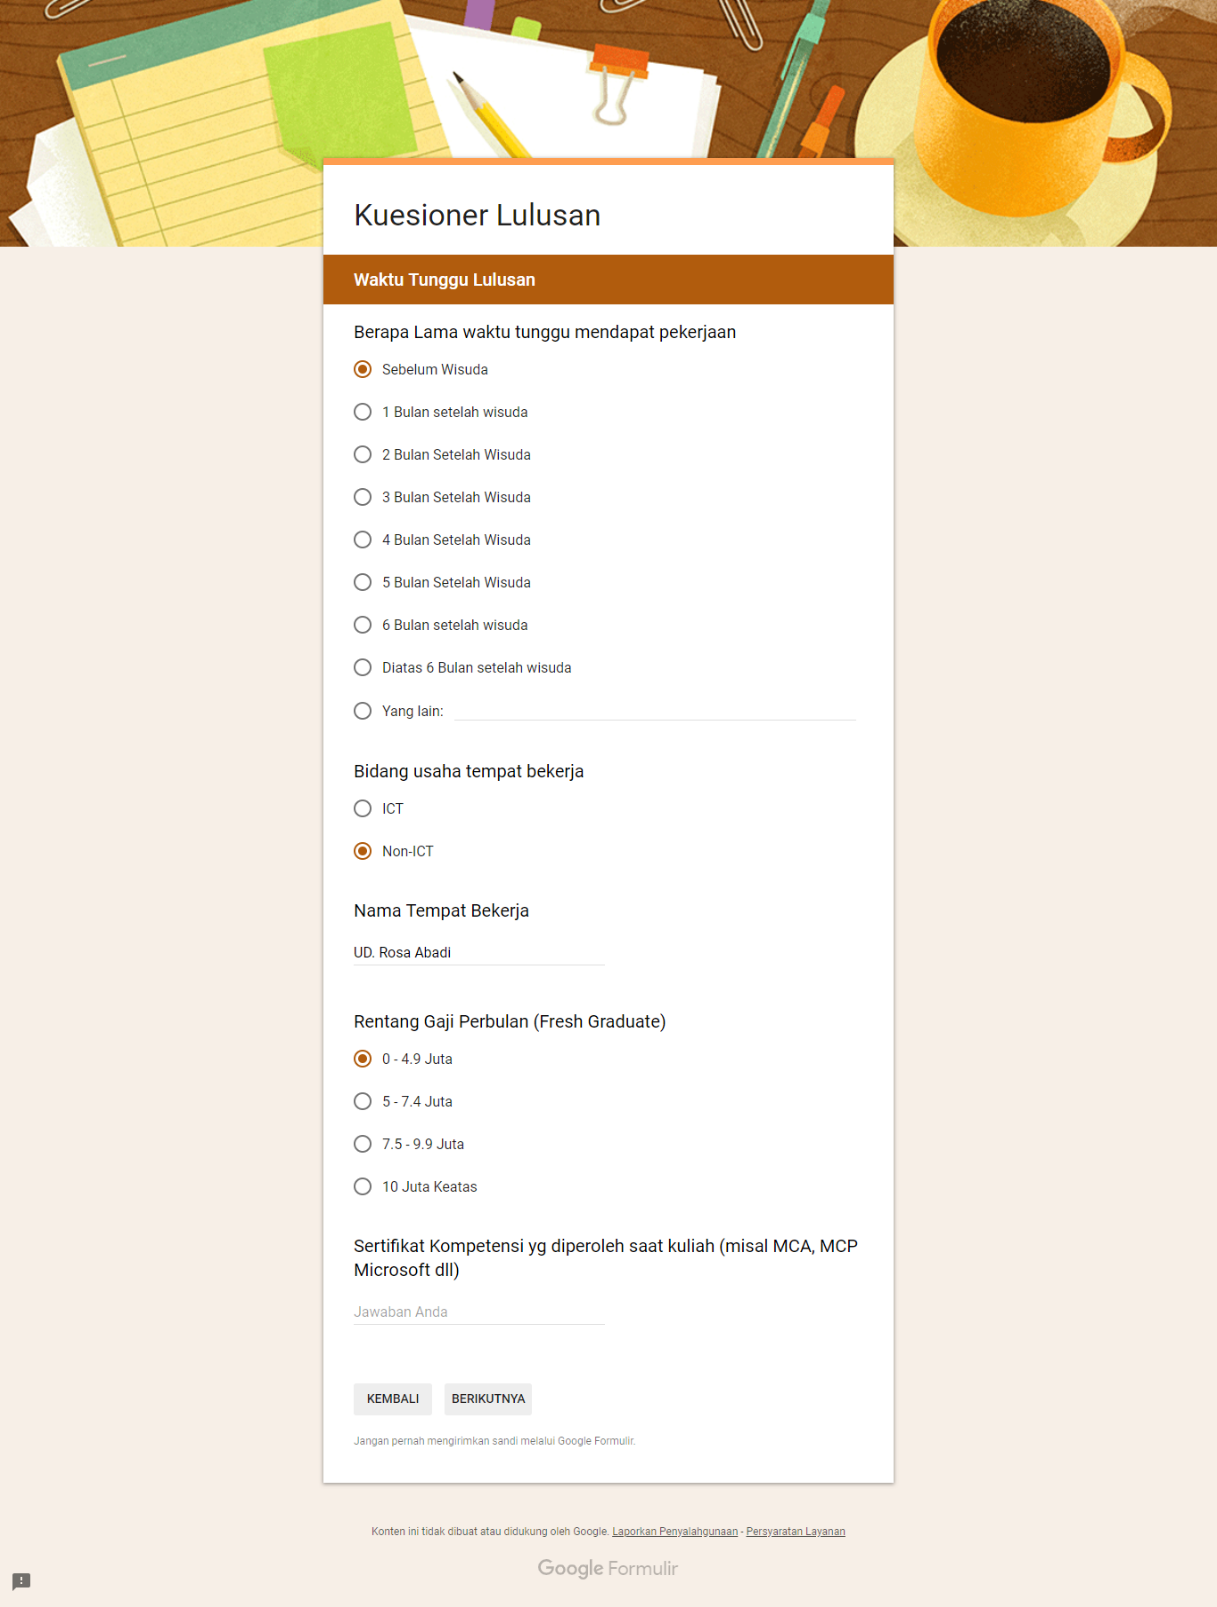 Kuesioner Lulusan
Waktu Tunggu Lulusan
Berapa Lama waktu tunggu mendapat pekerjaan
Sebelum Wisuda
1 Bulan setelah wisuda
2 Bulan Setelah Wisuda
3 Bulan Setelah Wisuda
4 Bulan Setelah Wisuda
5 Bulan Setelah Wisuda
6 Bulan setelah wisuda
Diatas 6 Bulan setelah wisuda
Yang lain:
Bidang usaha tempat bekerja
ICT
Non-ICT
Nama Tempat Bekerja
UD. Rosa Abadi
Rentang Gaji Perbulan (Fresh Graduate)
0 - 4.9 Juta
5 - 7.4 Juta
7.5 - 9.9 Juta
10 Juta Keatas
Sertifikat Kompetensi yg diperoleh saat kuliah (misal MCA, MCP
Microsoft dll)
Jawaban Anda
KEMBALI BERIKUTNYA
Jangan pernah mengirimkan sandi melalui Google Formulir.
Konten ini tidak dibuat atau didukung oleh Google. Laporkan Penyalahgunaan - Persyaratan Layanan
Google Formulir